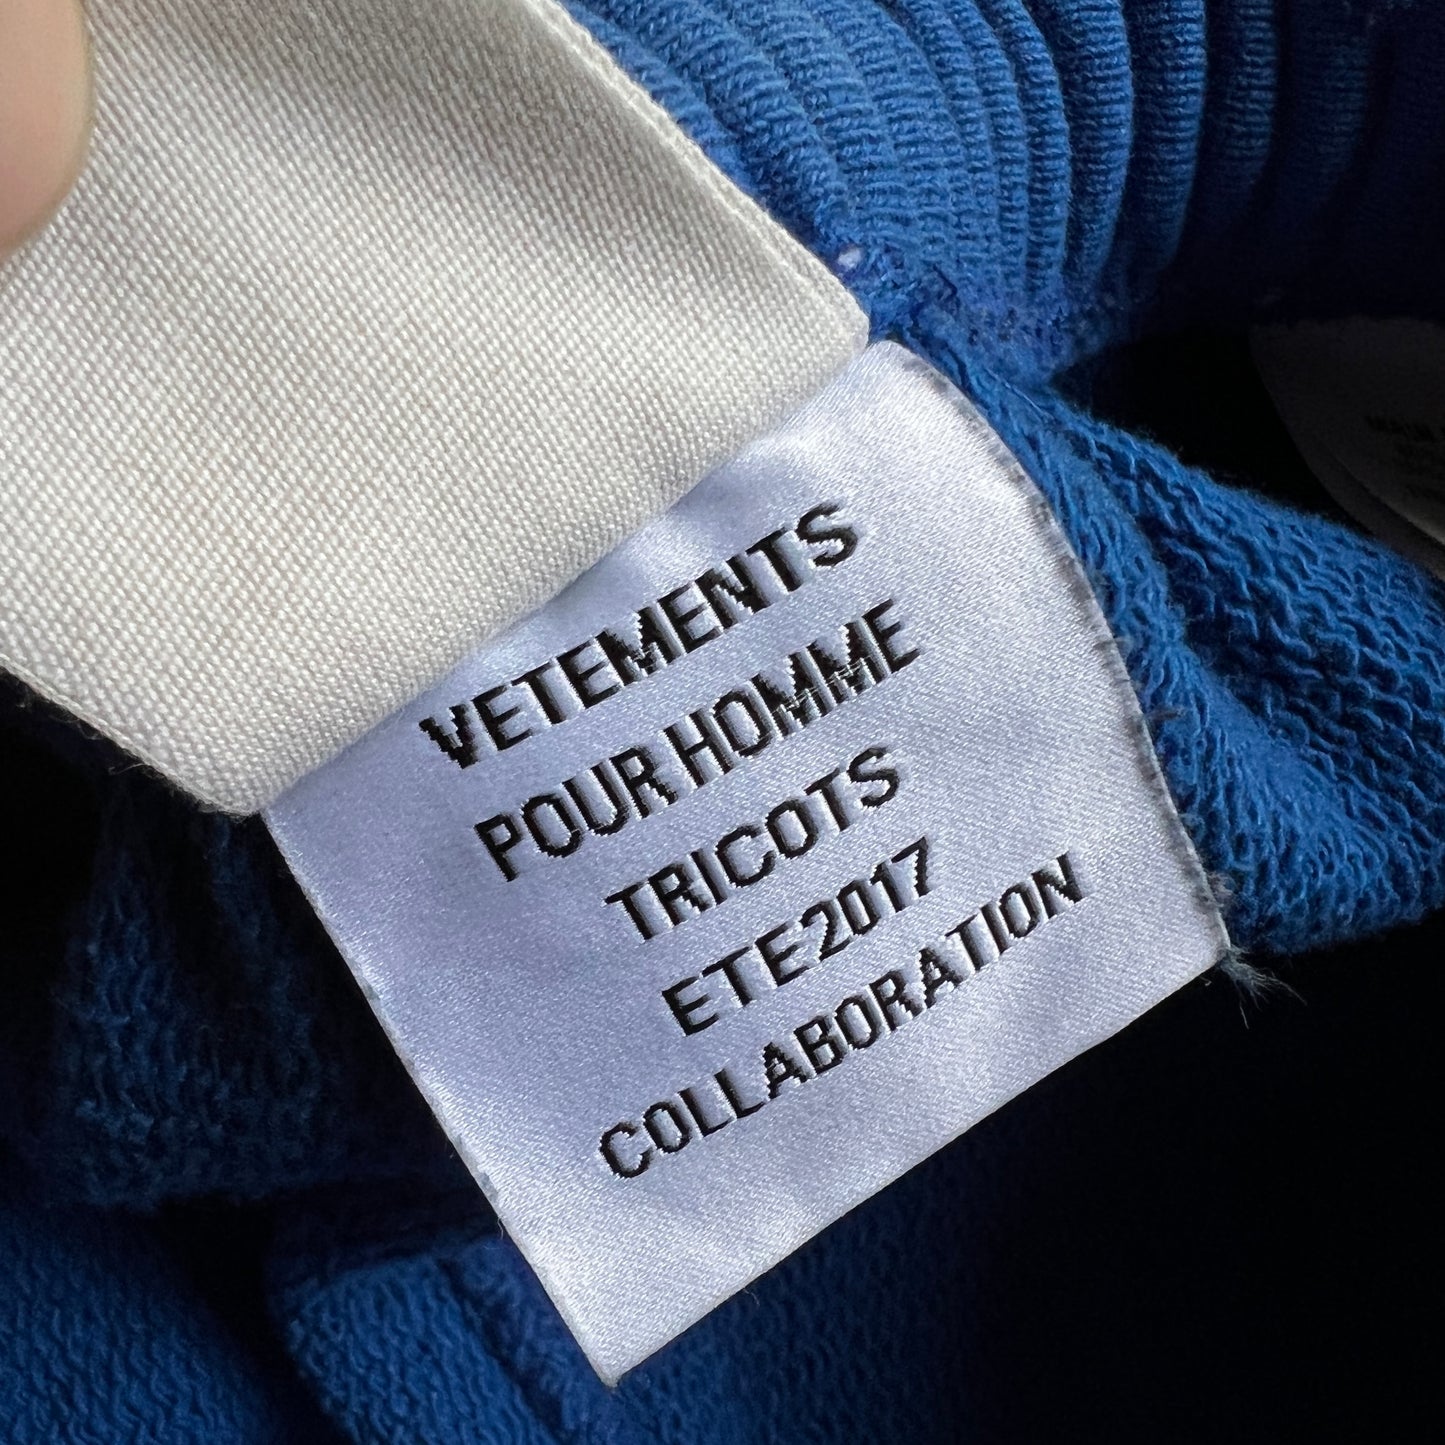 VETEMENTS
POUR HOMME
TRICOTS
ETE2017
COLLABORATION